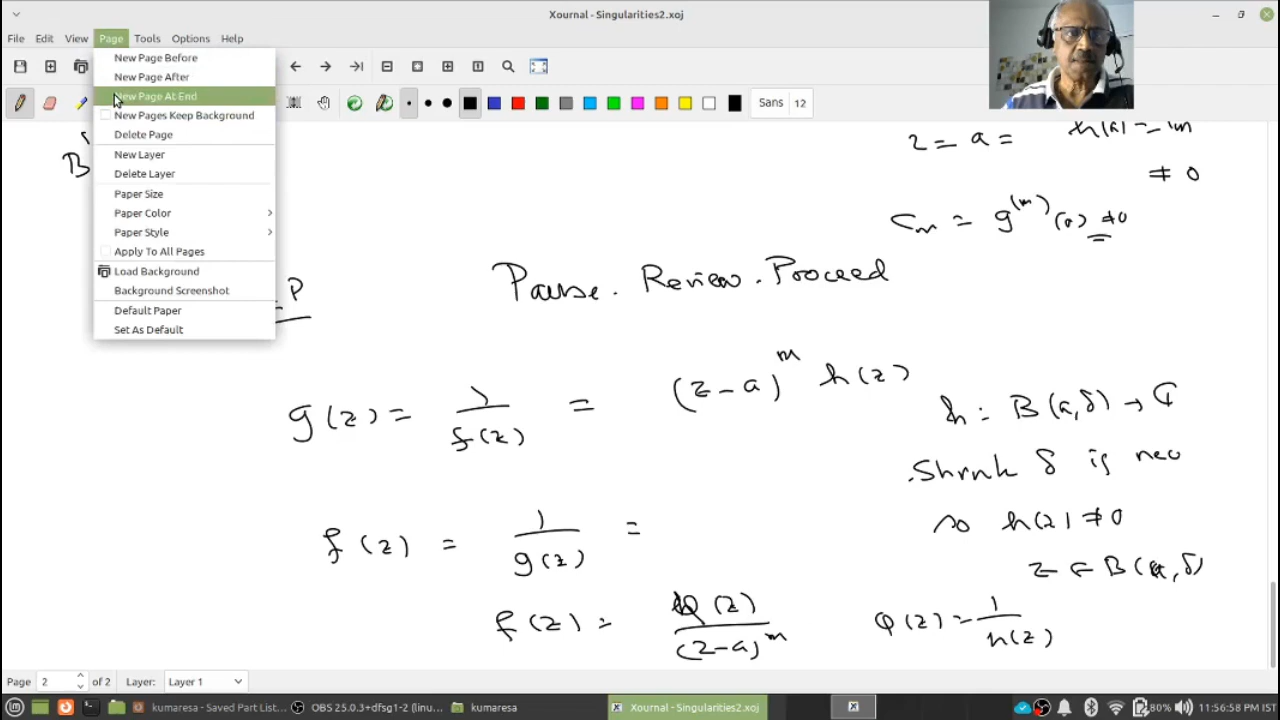 Xournal - Singularities2.xoj
File Edit View Page Tools Options Help
New Page Before
New Page After
New Page At End
New Pages Keep Background
Delete Page
New Layer
Delete Layer
Paper Size
Paper Color
Paper Style
Apply To All Pages
Load Background
Background Screenshot
Default Paper
Set As Default
Sans 12
B
z = a = h(a) = cm
≠ 0
cm = g^(m) (a) ≠ 0
P
Pause. Review. Proceed
g(z) = 1/f(z) = (z-a)^m h(z)
h: B(a,δ) → ℂ
Shrink δ is nec
so h(z) ≠ 0
z ∈ B(a,δ)
f(z) = 1/g(z) =
f(z) = φ(z)/(z-a)^m φ(z) = 1/h(z)
Page 2 of 2 Layer: Layer 1
kumaresa - Saved Part List... OBS 25.0.3+dfsg1-2 (linu... kumaresa Xournal - Singularities2.xoj 80% 11:56:58 PM IST